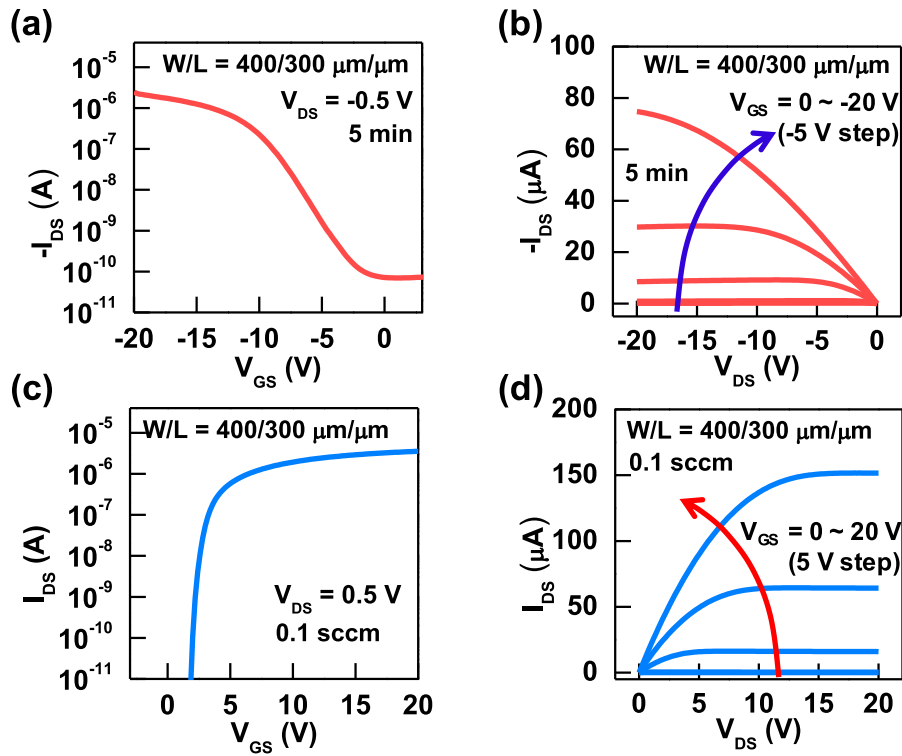 (a)
W/L = 400/300 μm/μm
V_DS = -0.5 V
5 min
10^-5
10^-6
10^-7
10^-8
10^-9
10^-10
10^-11
-I_DS (A)
-20 -15 -10 -5 0
V_GS (V)
(b)
W/L = 400/300 μm/μm
V_GS = 0 ~ -20 V
(-5 V step)
5 min
100
80
60
40
20
0
-I_DS (μA)
-20 -15 -10 -5 0
V_DS (V)
(c)
W/L = 400/300 μm/μm
V_DS = 0.5 V
0.1 sccm
10^-5
10^-6
10^-7
10^-8
10^-9
10^-10
10^-11
I_DS (A)
0 5 10 15 20
V_GS (V)
(d)
W/L = 400/300 μm/μm
0.1 sccm
V_GS = 0 ~ 20 V
(5 V step)
200
150
100
50
0
I_DS (μA)
0 5 10 15 20
V_DS (V)